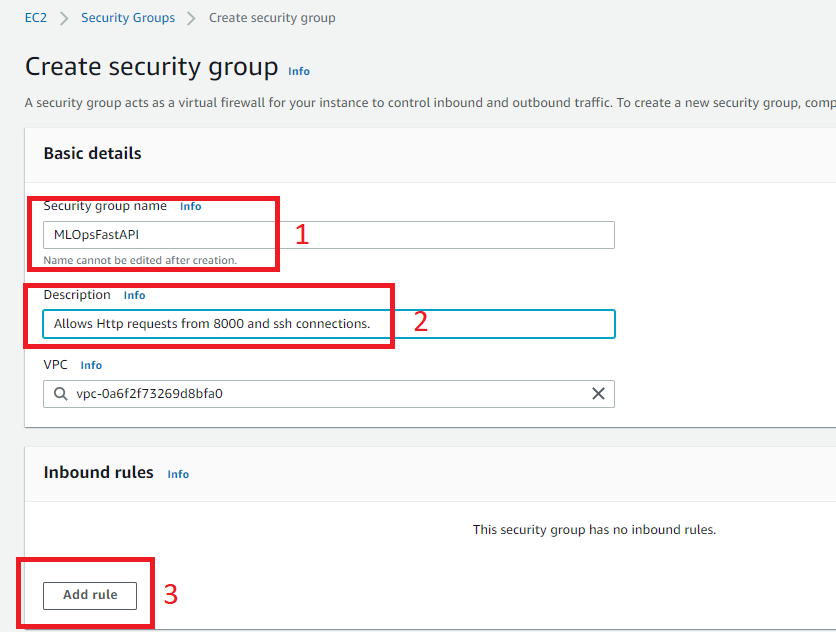 EC2 > Security Groups > Create security group
Create security group Info
A security group acts as a virtual firewall for your instance to control inbound and outbound traffic. To create a new security group, comp
Basic details
Security group name Info
MLOpsFastAPI 1
Name cannot be edited after creation.
Description Info
Allows Http requests from 8000 and ssh connections. 2
VPC Info
vpc-0a6f2f73269d8bfa0
Inbound rules Info
This security group has no inbound rules.
Add rule 3